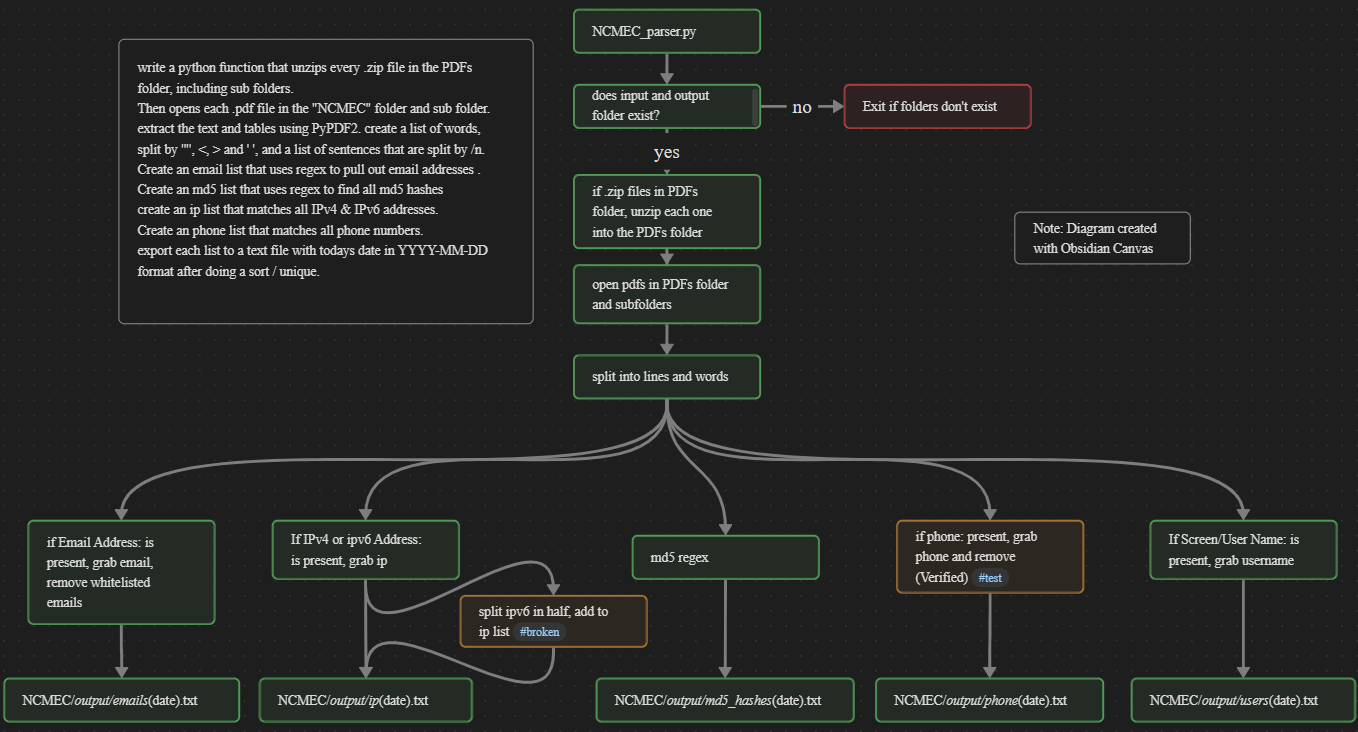 NCMEC_parser.py
write a python function that unzips every .zip file in the PDFs
folder, including sub folders.
Then opens each .pdf file in the "NCMEC" folder and sub folder.
extract the text and tables using PyPDF2. create a list of words,
split by "", <, > and ' ', and a list of sentences that are split by /n.
Create an email list that uses regex to pull out email addresses .
Create an md5 list that uses regex to find all md5 hashes
create an ip list that matches all IPv4 & IPv6 addresses.
Create an phone list that matches all phone numbers.
export each list to a text file with todays date in YYYY-MM-DD
format after doing a sort / unique.
does input and output
folder exist?
no
Exit if folders don't exist
yes
if .zip files in PDFs
folder, unzip each one
into the PDFs folder
Note: Diagram created
with Obsidian Canvas
open pdfs in PDFs folder
and subfolders
split into lines and words
if Email Address: is
present, grab email,
remove whitelisted
emails
If IPv4 or ipv6 Address:
is present, grab ip
split ipv6 in half, add to
ip list #broken
md5 regex
if phone: present, grab
phone and remove
(Verified) #test
If Screen/User Name: is
present, grab username
NCMEC/output/emails(date).txt
NCMEC/output/ip(date).txt
NCMEC/output/md5_hashes(date).txt
NCMEC/output/phone(date).txt
NCMEC/output/users(date).txt